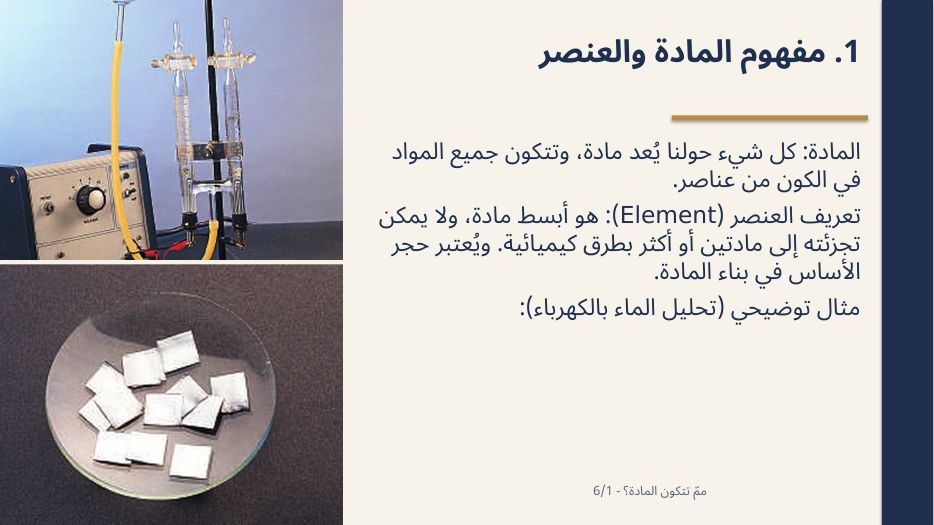 1. مفهوم المادة والعنصر
المادة: كل شيء حولنا يُعد مادة، وتتكون جميع المواد
في الكون من عناصر.
تعريف العنصر (Element): هو أبسط مادة، ولا يمكن
تجزئته إلى مادتين أو أكثر بطرق كيميائية. ويُعتبر حجر
الأساس في بناء المادة.
مثال توضيحي (تحليل الماء بالكهرباء):
ممّ تتكون المادة؟ - 6/1